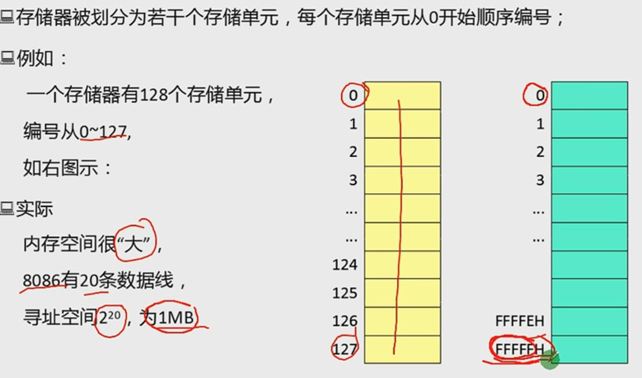 存储器被划分为若干个存储单元，每个存储单元从0开始顺序编号；
例如：
一个存储器有128个存储单元，
编号从0~127，
如右图示：
实际
内存空间很“大”，
8086有20条数据线，
寻址空间2²⁰，为1MB
0
1
2
3
...
...
124
125
126
127
0
1
2
3
...
...
FFFFEH
FFFFFH